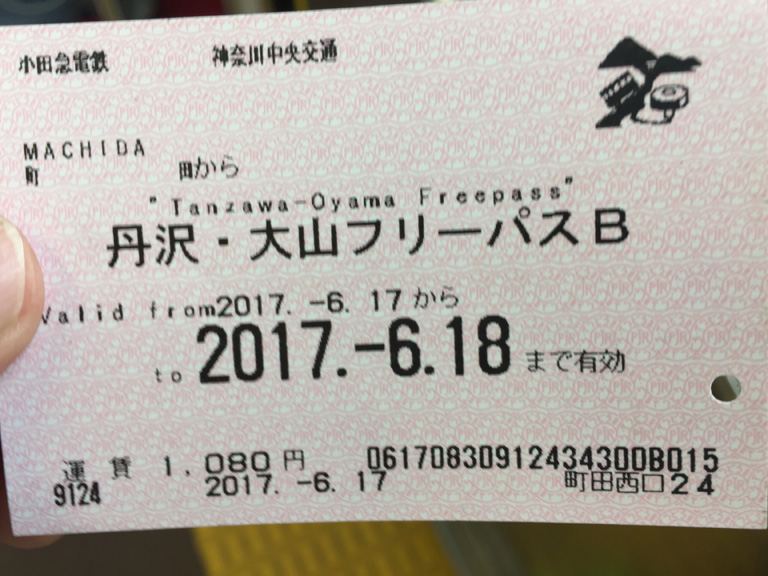 小田急電鉄 神奈川中央交通
MACHIDA
町 田から
"Tanzawa-Oyama Freepass"
丹沢・大山フリーパスB
Valid from2017.-6.17から
to 2017.-6.18まで有効
運賃 1,080円 06170830912434300B015
9124 2017.-6.17 町田西口24